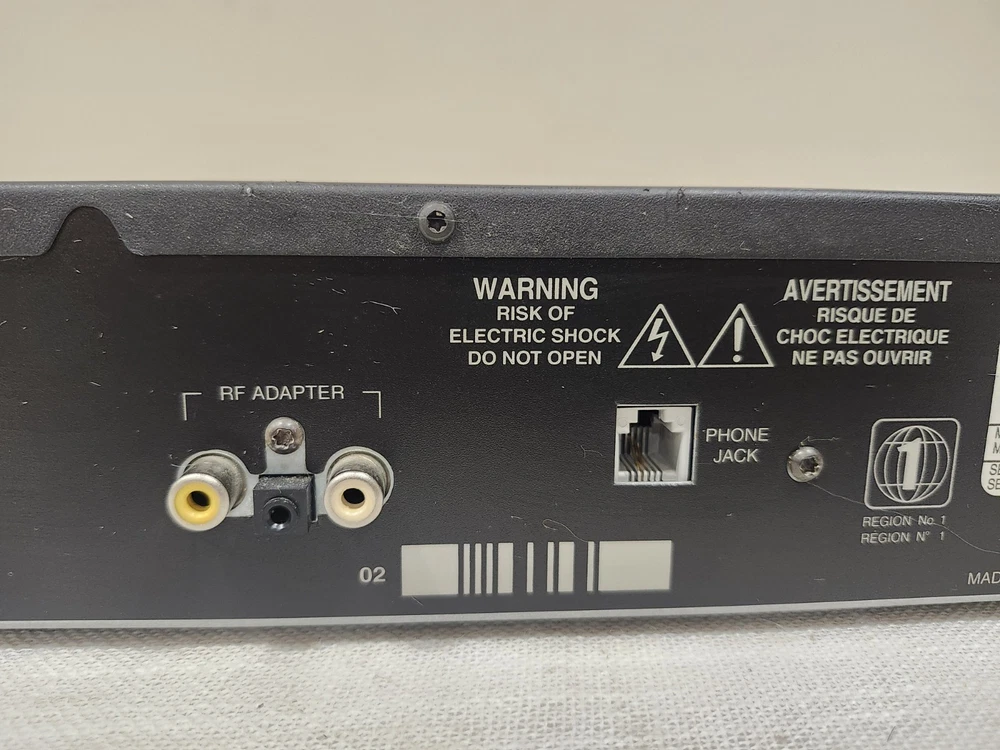 WARNING
RISK OF
ELECTRIC SHOCK
DO NOT OPEN
AVERTISSEMENT
RISQUE DE
CHOC ELECTRIQUE
NE PAS OUVRIR
RF ADAPTER
PHONE
JACK
1
REGION No. 1
REGION N° 1
02
MAD